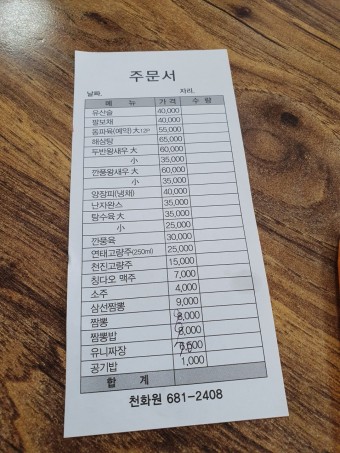 주문서
날짜. 자리.
메 뉴 가 격 수 량
유산슬 40,000
팔보채 40,000
동파육(예약) 大12P 55,000
해삼탕 65,000
두반왕새우 大 60,000
小 35,000
깐풍왕새우 大 60,000
小 35,000
양장피(냉채) 40,000
난자완스 35,000
탕수육 大 35,000
小 25,000
깐풍육 30,000
연태고량주(250ml) 25,000
천진고량주 15,000
칭다오 맥주 7,000
소주 4,000
삼선짬뽕 9,000
짬뽕 8,000
짬뽕밥 8,000
유니짜장
공기밥 1,000
합 계
천화원 681-2408